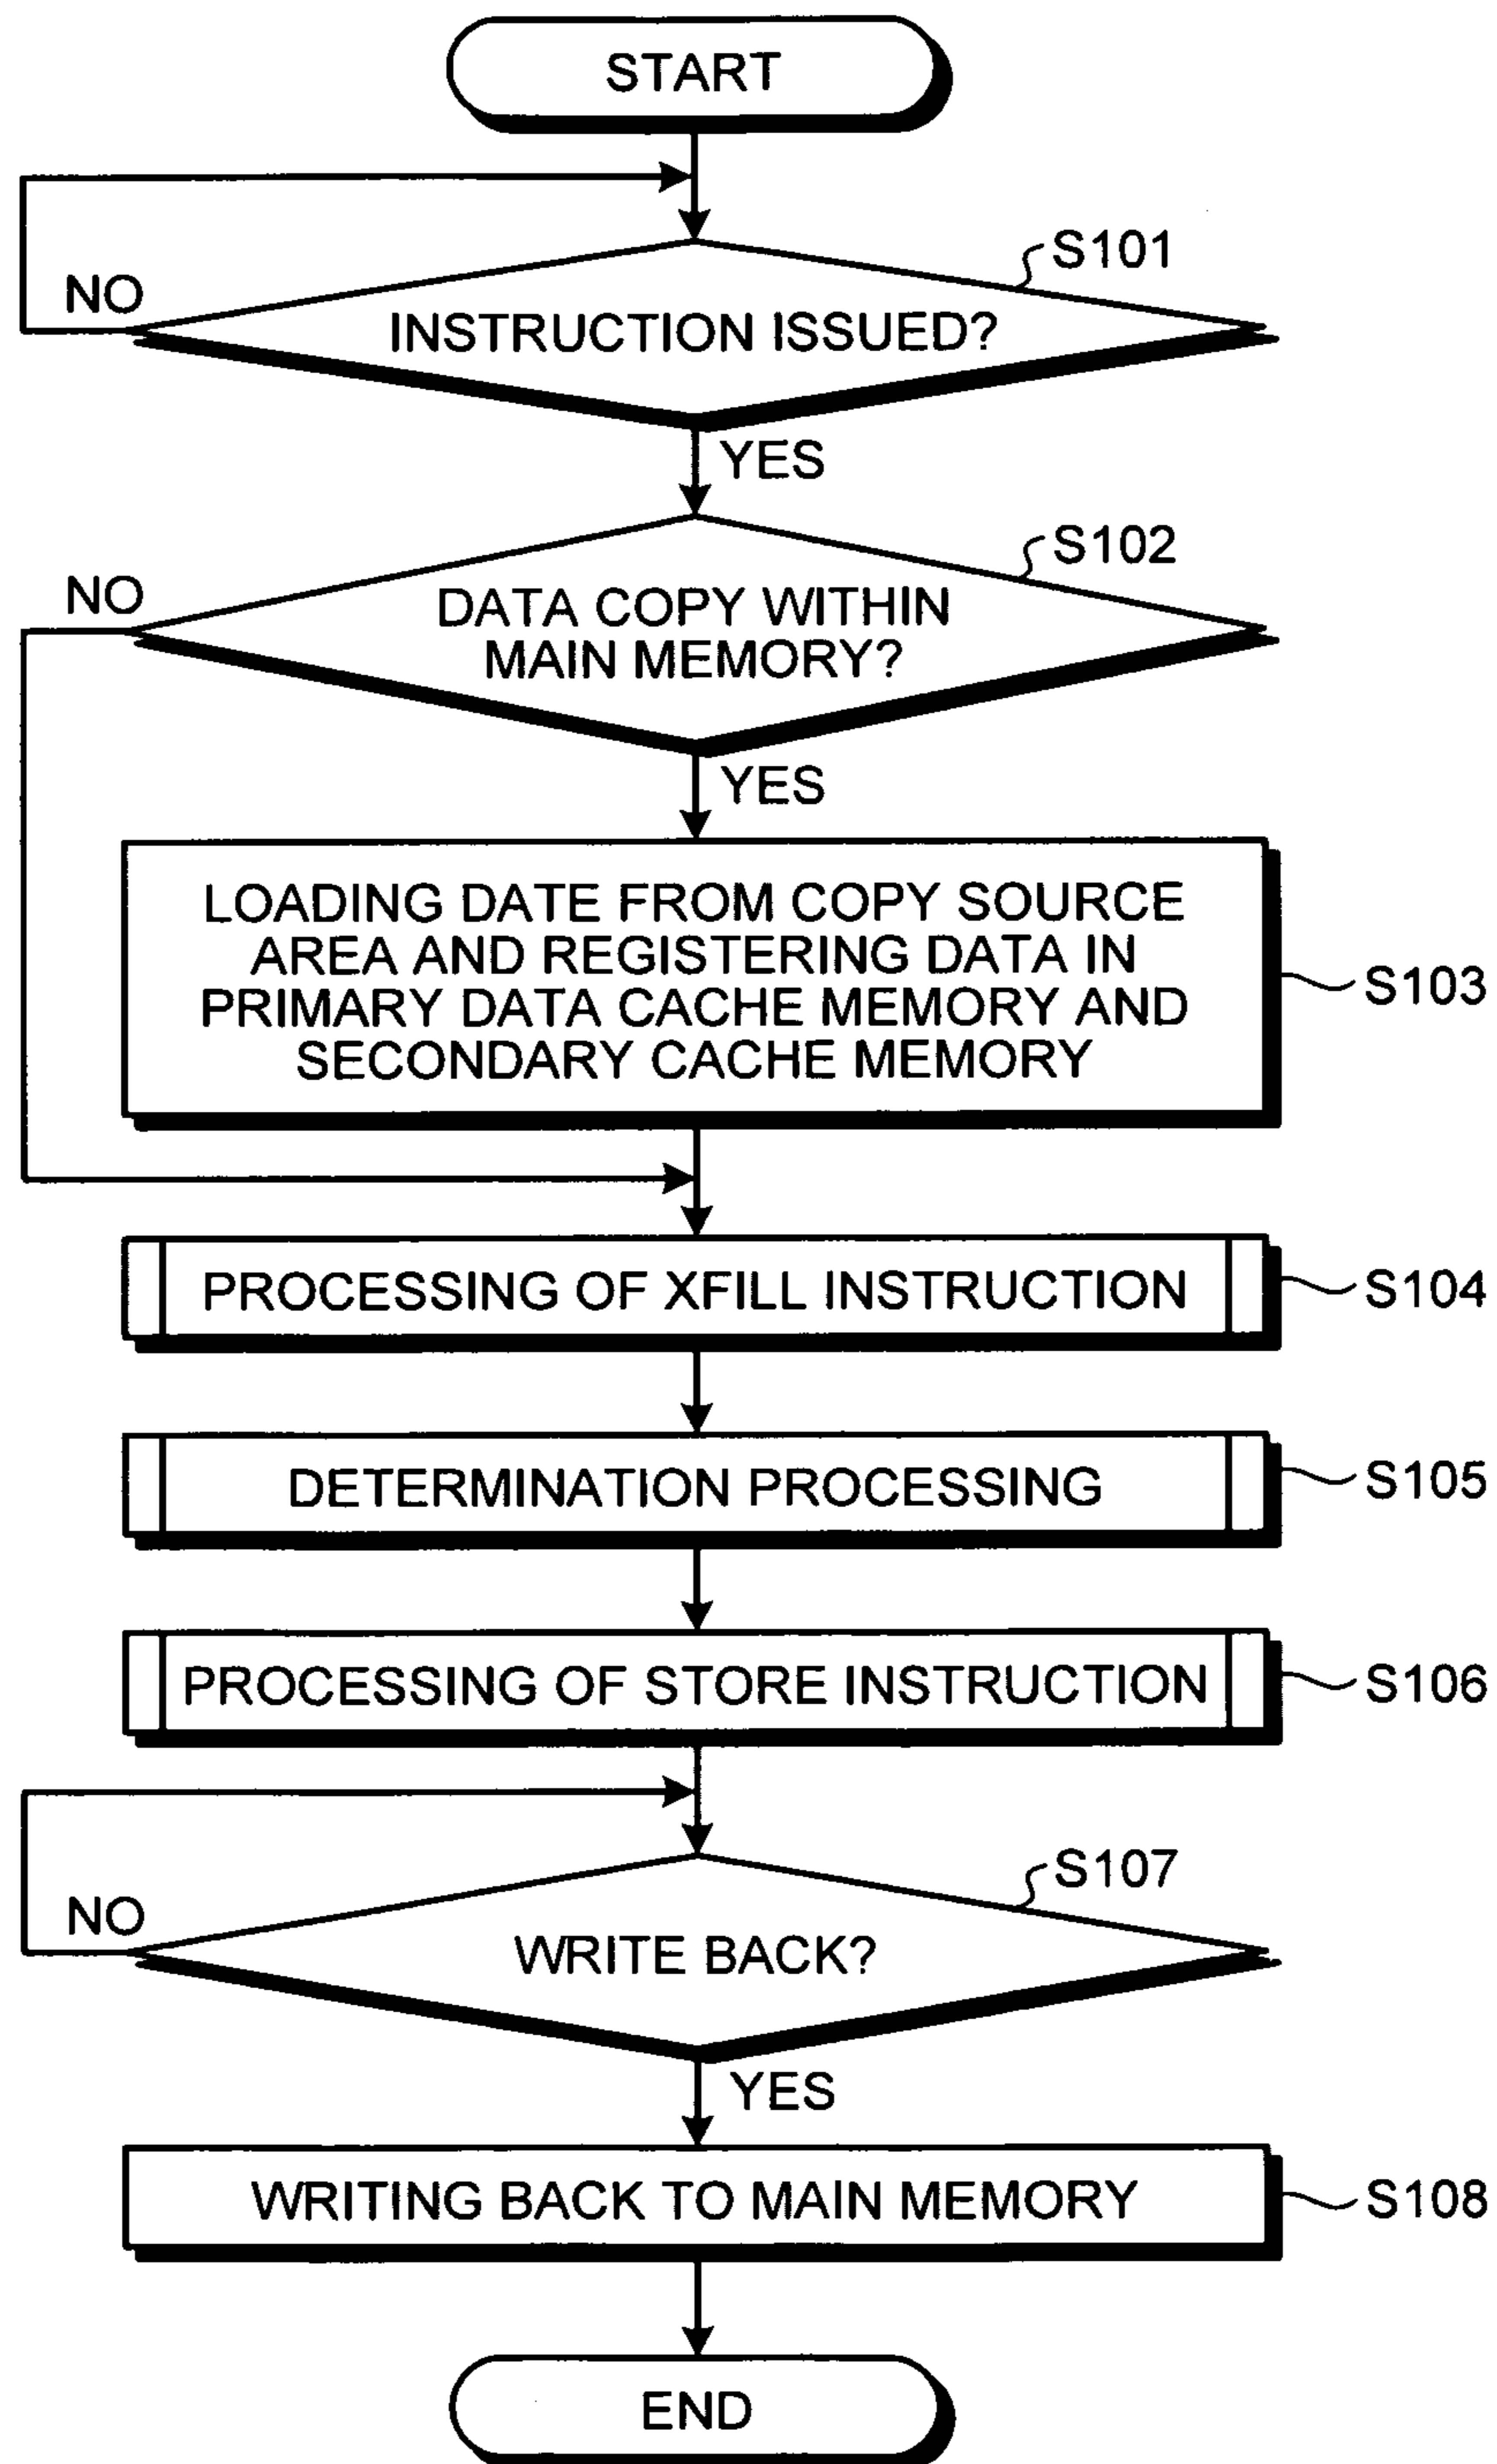 START
S101
NO
INSTRUCTION ISSUED?
YES
S102
NO
DATA COPY WITHIN
MAIN MEMORY?
YES
LOADING DATE FROM COPY SOURCE
AREA AND REGISTERING DATA IN
PRIMARY DATA CACHE MEMORY AND
SECONDARY CACHE MEMORY
S103
PROCESSING OF XFILL INSTRUCTION
S104
DETERMINATION PROCESSING
S105
PROCESSING OF STORE INSTRUCTION
S106
S107
NO
WRITE BACK?
YES
WRITING BACK TO MAIN MEMORY
S108
END